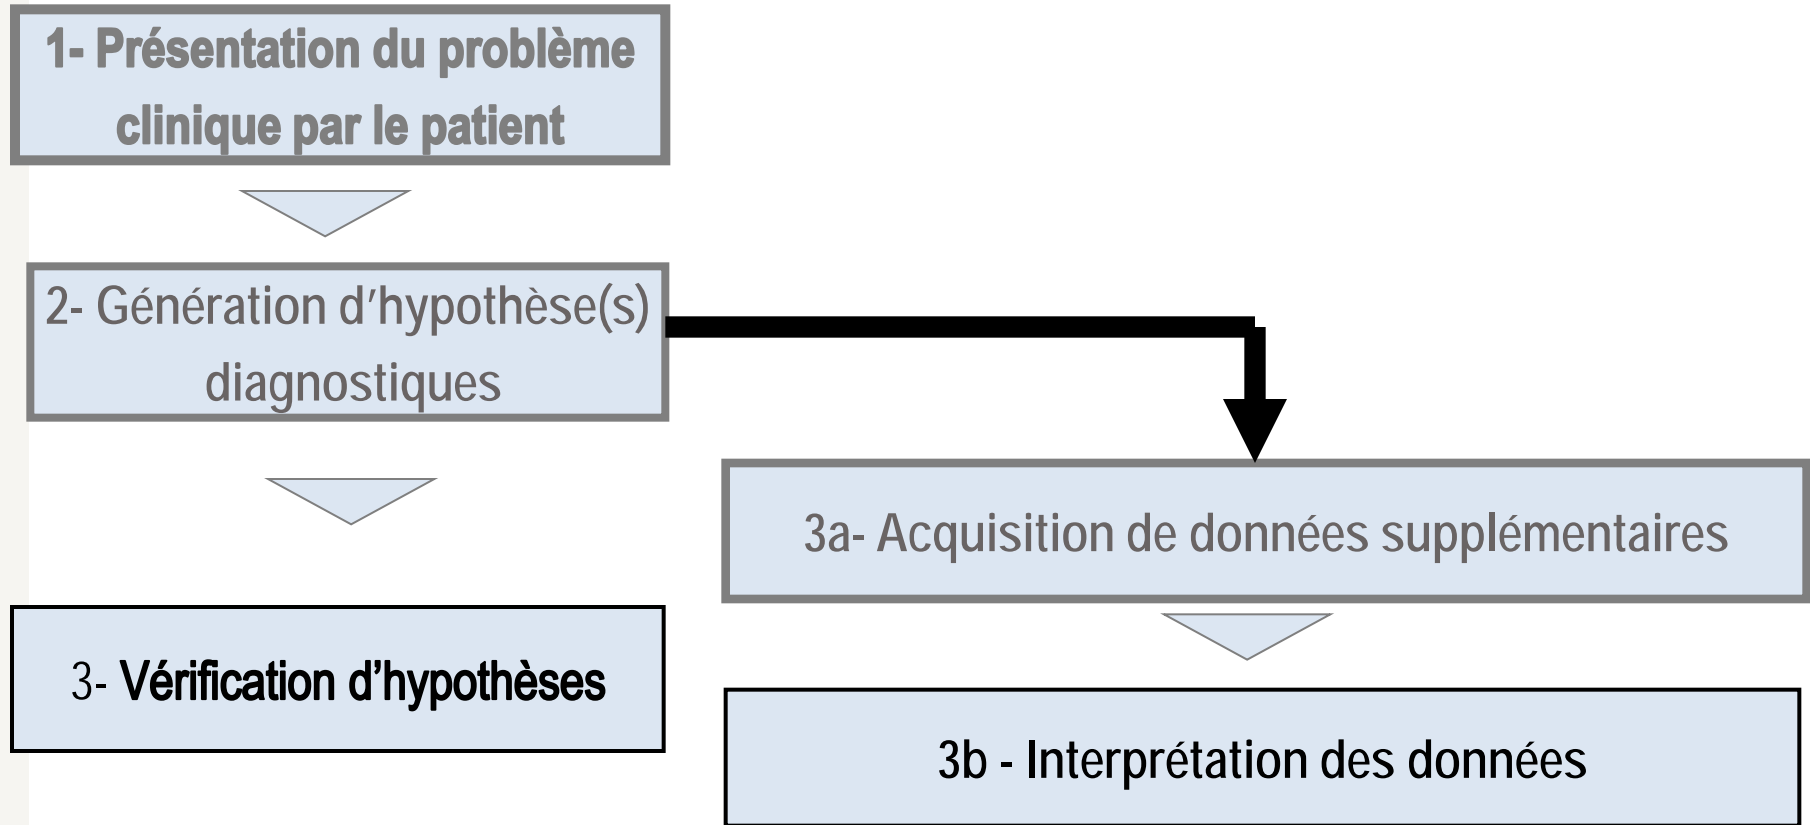 1- Présentation du problème
clinique par le patient
2- Génération d’hypothèse(s)
diagnostiques
3a- Acquisition de données supplémentaires
3- Vérification d’hypothèses
3b - Interprétation des données